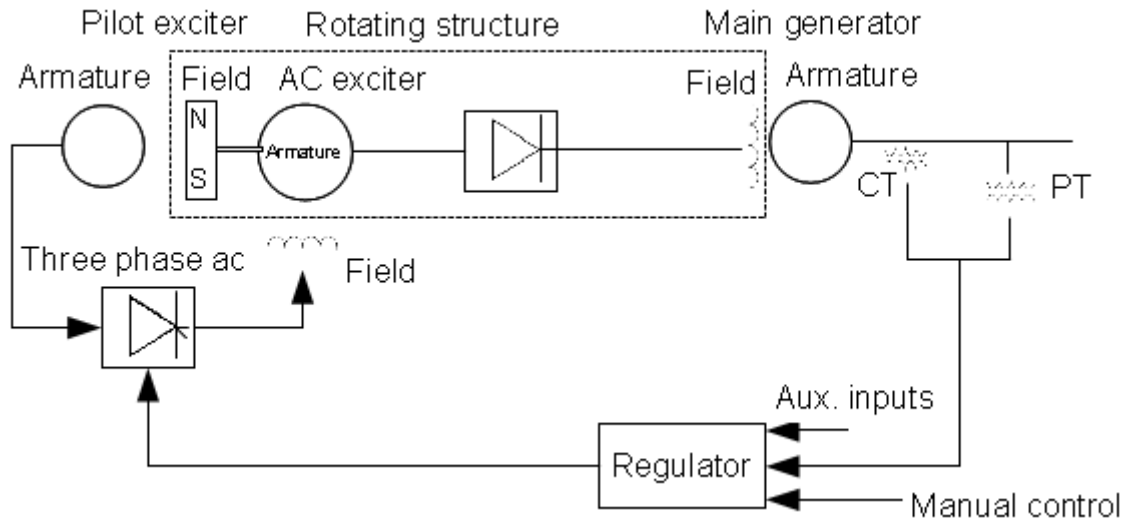 Pilot exciter
Rotating structure
Main generator
Armature
Field
AC exciter
Field
Armature
N
S
Armature
CT
PT
Three phase ac
Field
Aux. inputs
Regulator
Manual control